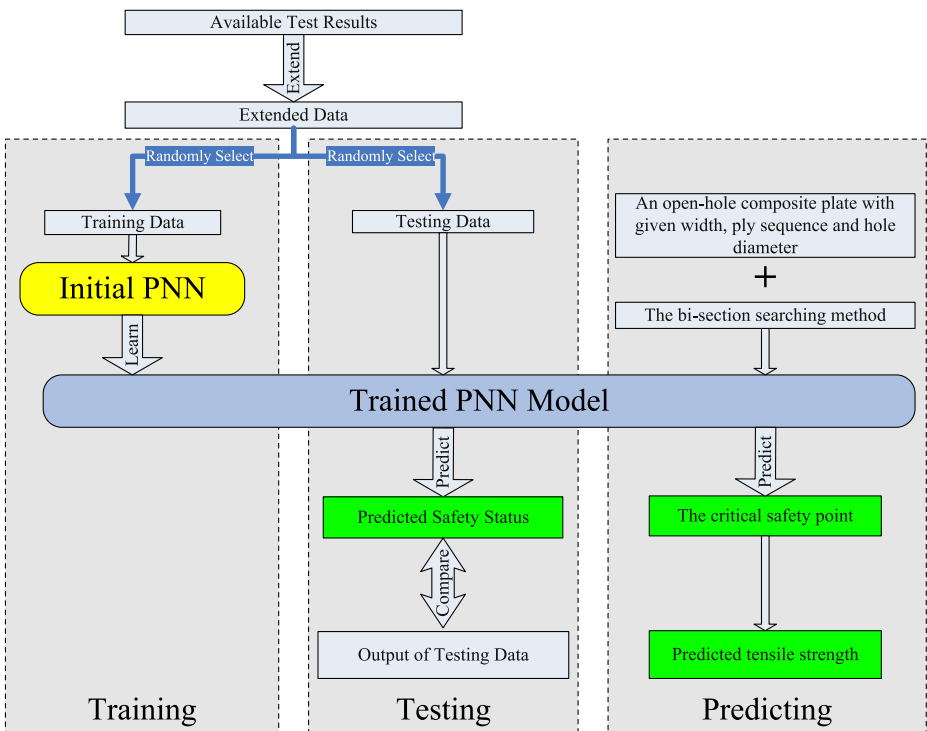 Available Test Results
Extend
Extended Data
Randomly Select
Randomly Select
Training Data
Testing Data
An open-hole composite plate with
given width, ply sequence and hole
diameter
+
Initial PNN
The bi-section searching method
Learn
Trained PNN Model
Predict
Predict
Predicted Safety Status
The critical safety point
Compare
Output of Testing Data
Predicted tensile strength
Training
Testing
Predicting